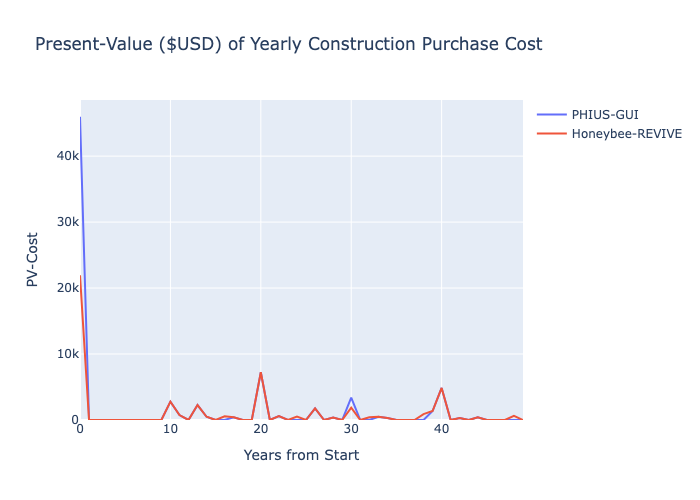 Present-Value ($USD) of Yearly Construction Purchase Cost
PHIUS-GUI
Honeybee-REVIVE
40k
30k
20k
10k
0
PV-Cost
0 10 20 30 40
Years from Start